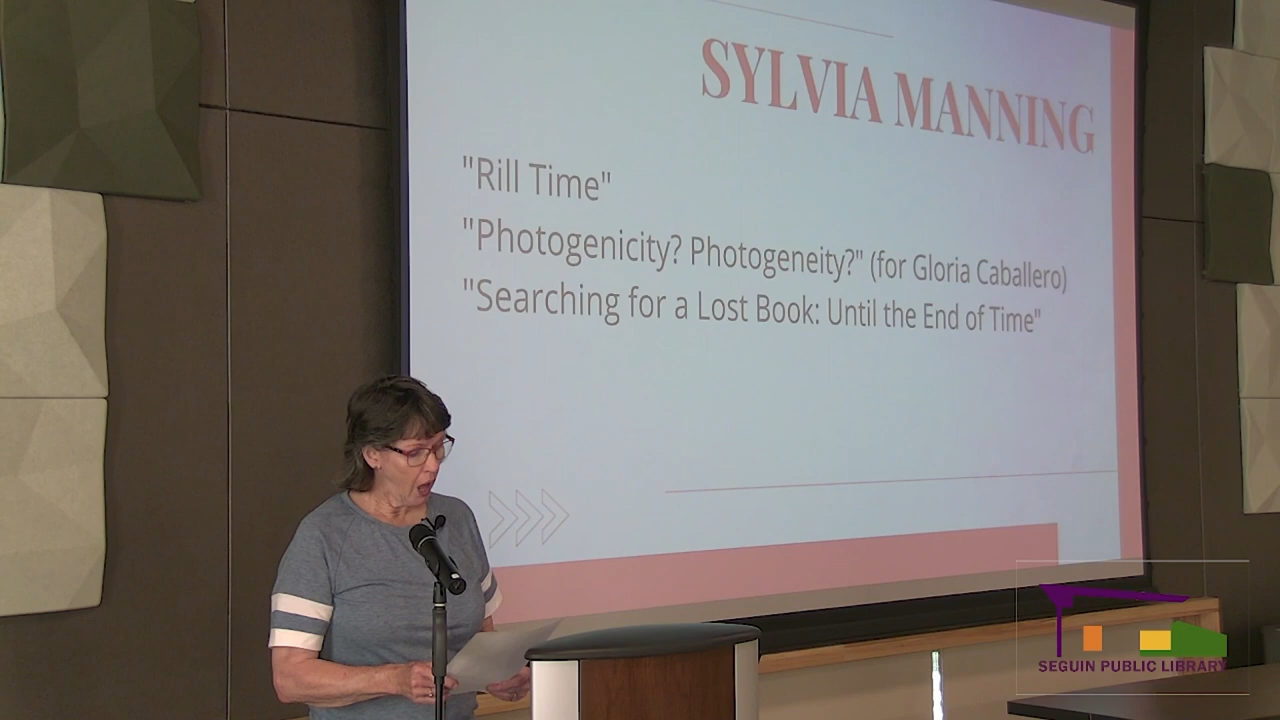 SYLVIA MANNING
"Rill Time"
"Photogenicity? Photogeneity?" (for Gloria Caballero)
"Searching for a Lost Book: Until the End of Time"
SEGUIN PUBLIC LIBRARY